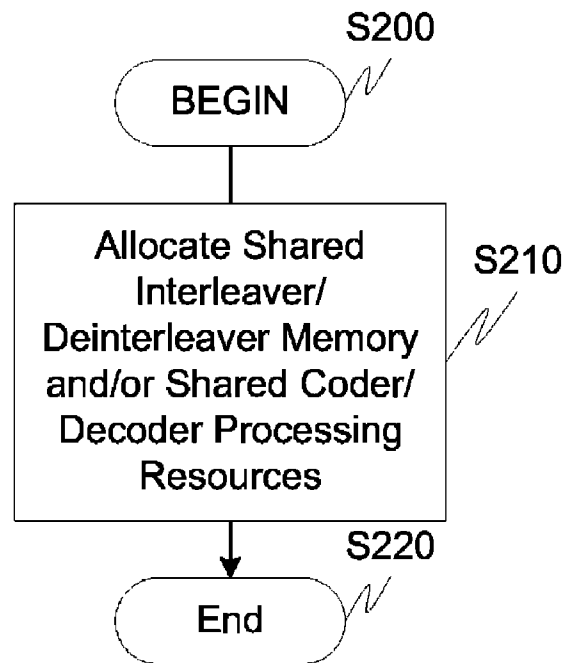 S200
BEGIN
Allocate Shared
Interleaver/
Deinterleaver Memory
and/or Shared Coder/
Decoder Processing
Resources
S210
S220
End